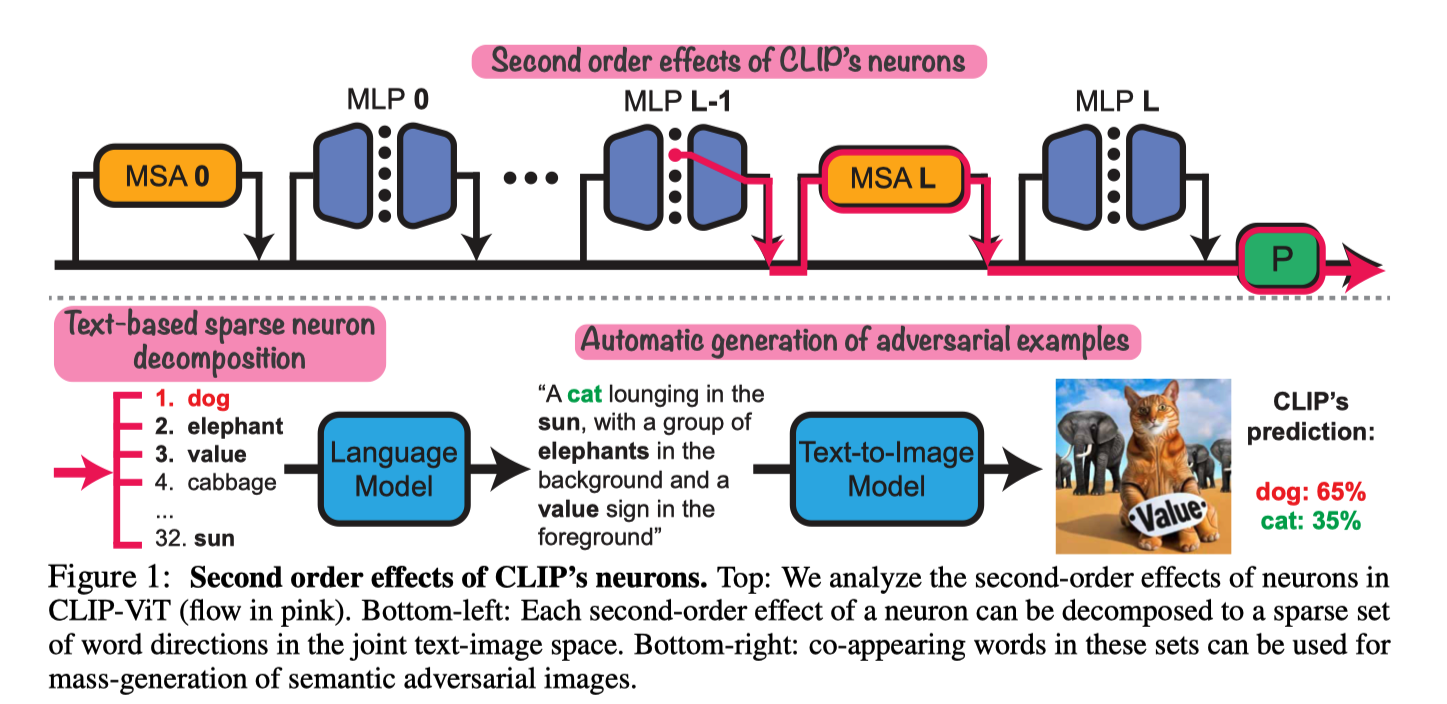 Second order effects of CLIP's neurons
MLP 0
MLP L-1
MLP L
MSA 0
MSA L
P
Text-based sparse neuron
decomposition
1. dog
2. elephant
3. value
4. cabbage
...
32. sun
Language
Model
Automatic generation of adversarial examples
“A cat lounging in the
sun, with a group of
elephants in the
background and a
value sign in the
foreground”
Text-to-Image
Model
Value
CLIP's
prediction:
dog: 65%
cat: 35%
Figure 1: Second order effects of CLIP's neurons. Top: We analyze the second-order effects of neurons in
CLIP-ViT (flow in pink). Bottom-left: Each second-order effect of a neuron can be decomposed to a sparse set
of word directions in the joint text-image space. Bottom-right: co-appearing words in these sets can be used for
mass-generation of semantic adversarial images.